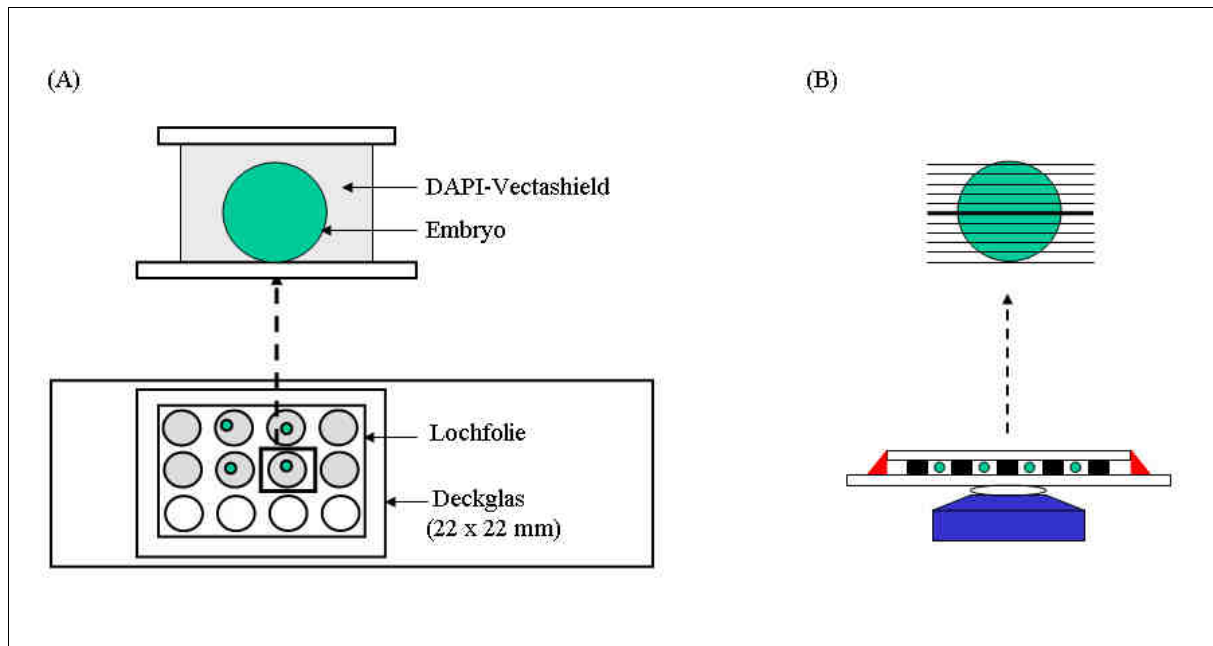 (A)
DAPI-Vectashield
Embryo
Lochfolie
Deckglas
(22 x 22 mm)
(B)